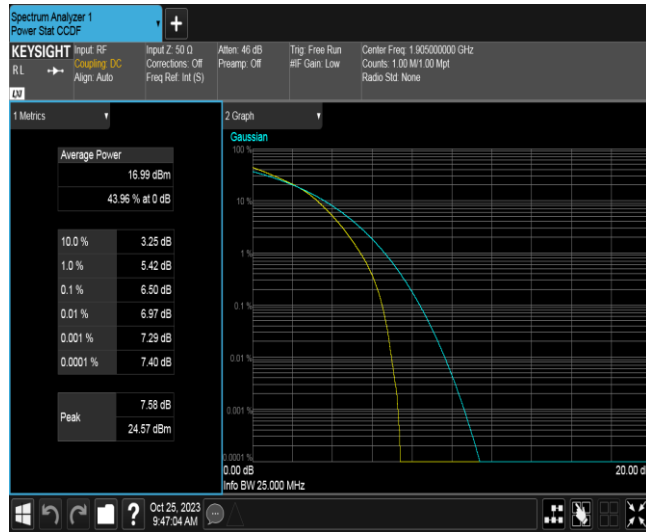 Spectrum Analyzer 1
Power Stat CCDF
+
KEYSIGHT
RL
LXI
Input: RF
Coupling: DC
Align: Auto
Input Z: 50 Ω
Corrections: Off
Freq Ref: Int (S)
Atten: 46 dB
Preamp: Off
Trig: Free Run
#IF Gain: Low
Center Freq: 1.905000000 GHz
Counts: 1.00 M/1.00 Mpt
Radio Std: None
1 Metrics
Average Power
16.99 dBm
43.96 % at 0 dB
10.0 % 3.25 dB
1.0 % 5.42 dB
0.1 % 6.50 dB
0.01 % 6.97 dB
0.001 % 7.29 dB
0.0001 % 7.40 dB
Peak
7.58 dB
24.57 dBm
2 Graph
Gaussian
100 %
10 %
1 %
0.1 %
0.01 %
0.001 %
0.0001 %
0.00 dB
20.00 d
Info BW 25.000 MHz
?
Oct 25, 2023
9:47:04 AM